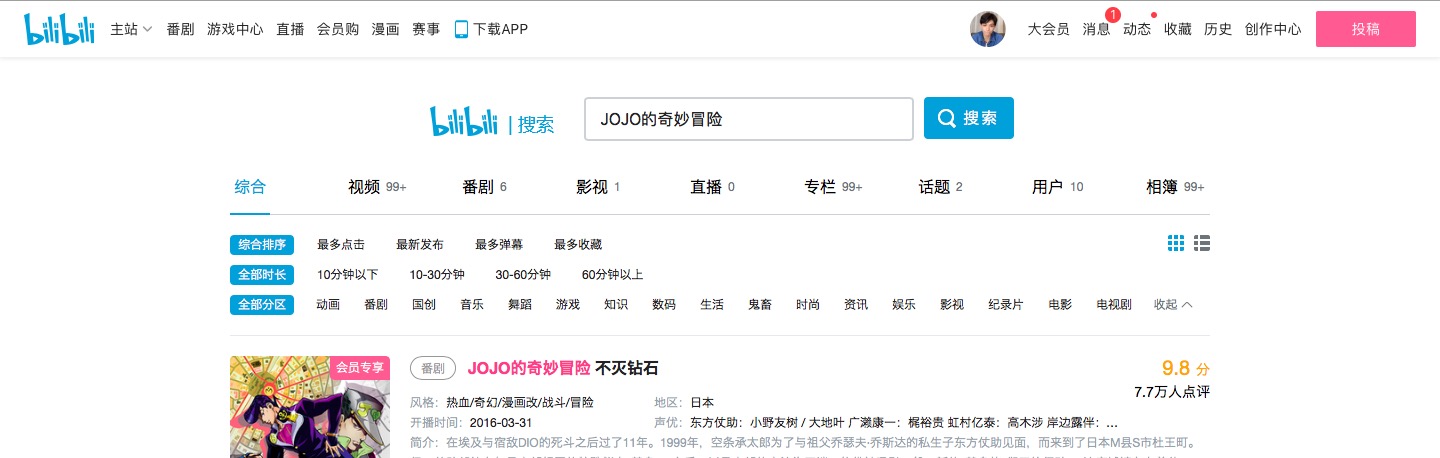 bilibili 主站 番剧 游戏中心 直播 会员购 漫画 赛事 下载APP 大会员 消息 1 动态 收藏 历史 创作中心 投稿
bilibili | 搜索 JOJO的奇妙冒险 搜索
综合 视频 99+ 番剧 6 影视 1 直播 0 专栏 99+ 话题 2 用户 10 相簿 99+
综合排序 最多点击 最新发布 最多弹幕 最多收藏
全部时长 10分钟以下 10-30分钟 30-60分钟 60分钟以上
全部分区 动画 番剧 国创 音乐 舞蹈 游戏 知识 数码 生活 鬼畜 时尚 资讯 娱乐 影视 纪录片 电影 电视剧 收起
会员专享 番剧 JOJO的奇妙冒险 不灭钻石 9.8 分
7.7万人点评
风格: 热血/奇幻/漫画改/战斗/冒险 地区: 日本
开播时间: 2016-03-31 声优: 东方仗助：小野友树 / 大地叶 广濑康一：梶裕贵 虹村亿泰：高木涉 岸边露伴：...
简介: 在埃及与宿敌DIO的死斗之后过了11年。1999年，空条承太郎为了与祖父乔瑟夫·乔斯达的私生子东方仗助见面，而来到了日本M县S市杜王町。